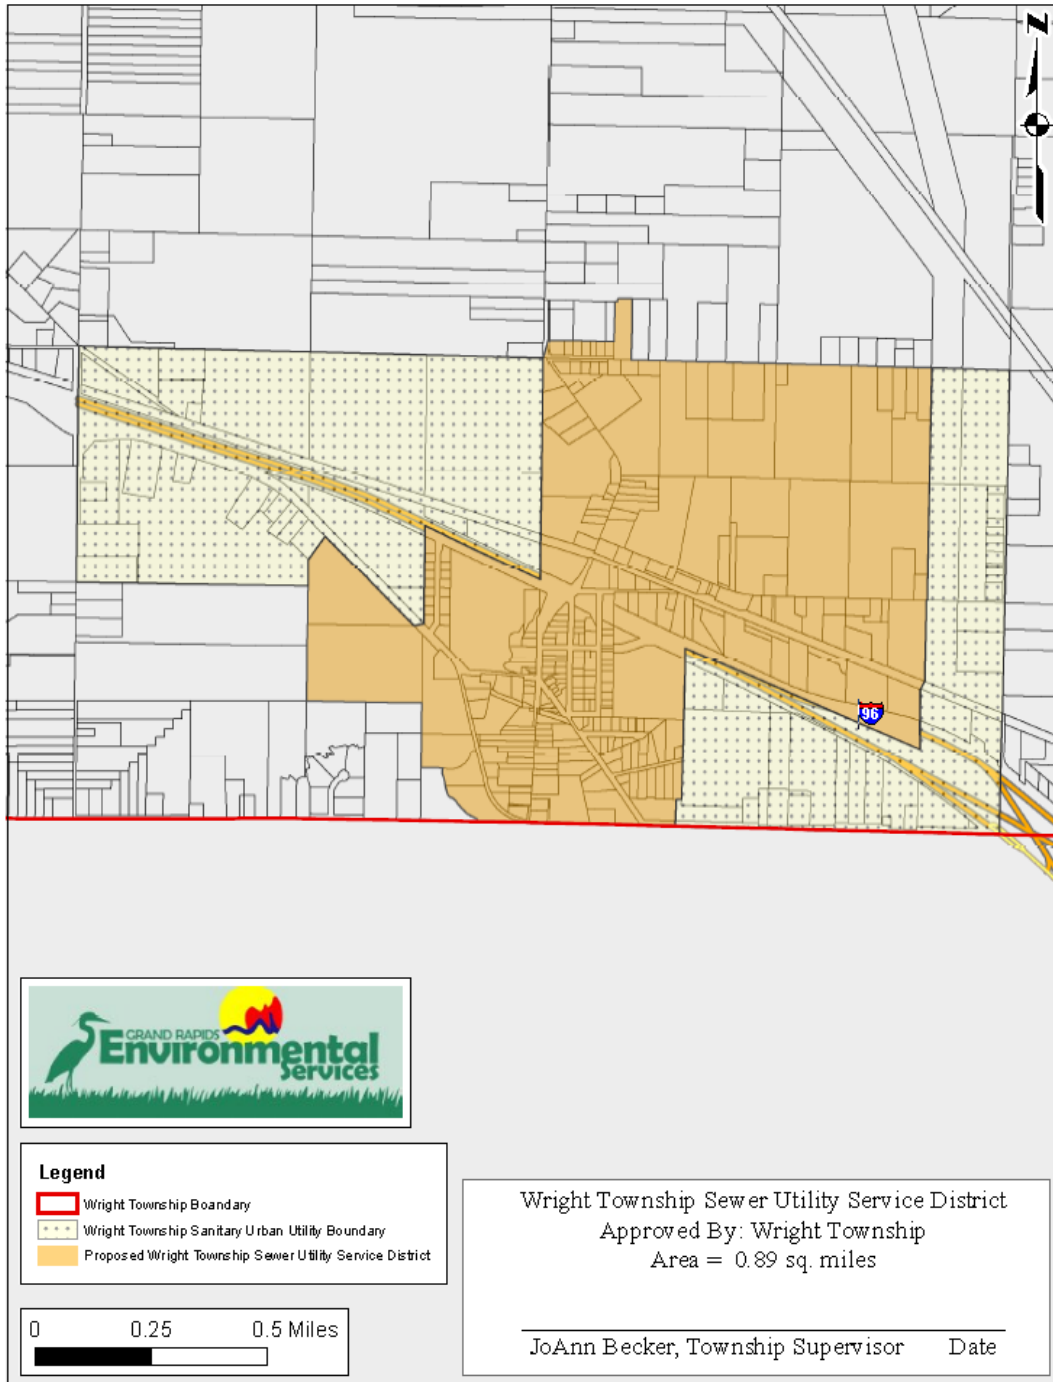 N
96
GRAND RAPIDS
Environmental
Services
Legend
Wright Township Boandary
Wright Township Sanitary Urban Utility Boundary
Proposed Wright Township Sewer Utility Service District
0 0.25 0.5 Miles
Wright Township Sewer Utility Service District
Approved By: Wright Township
Area = 0.89 sq. miles
JoAnn Becker, Township Supervisor Date